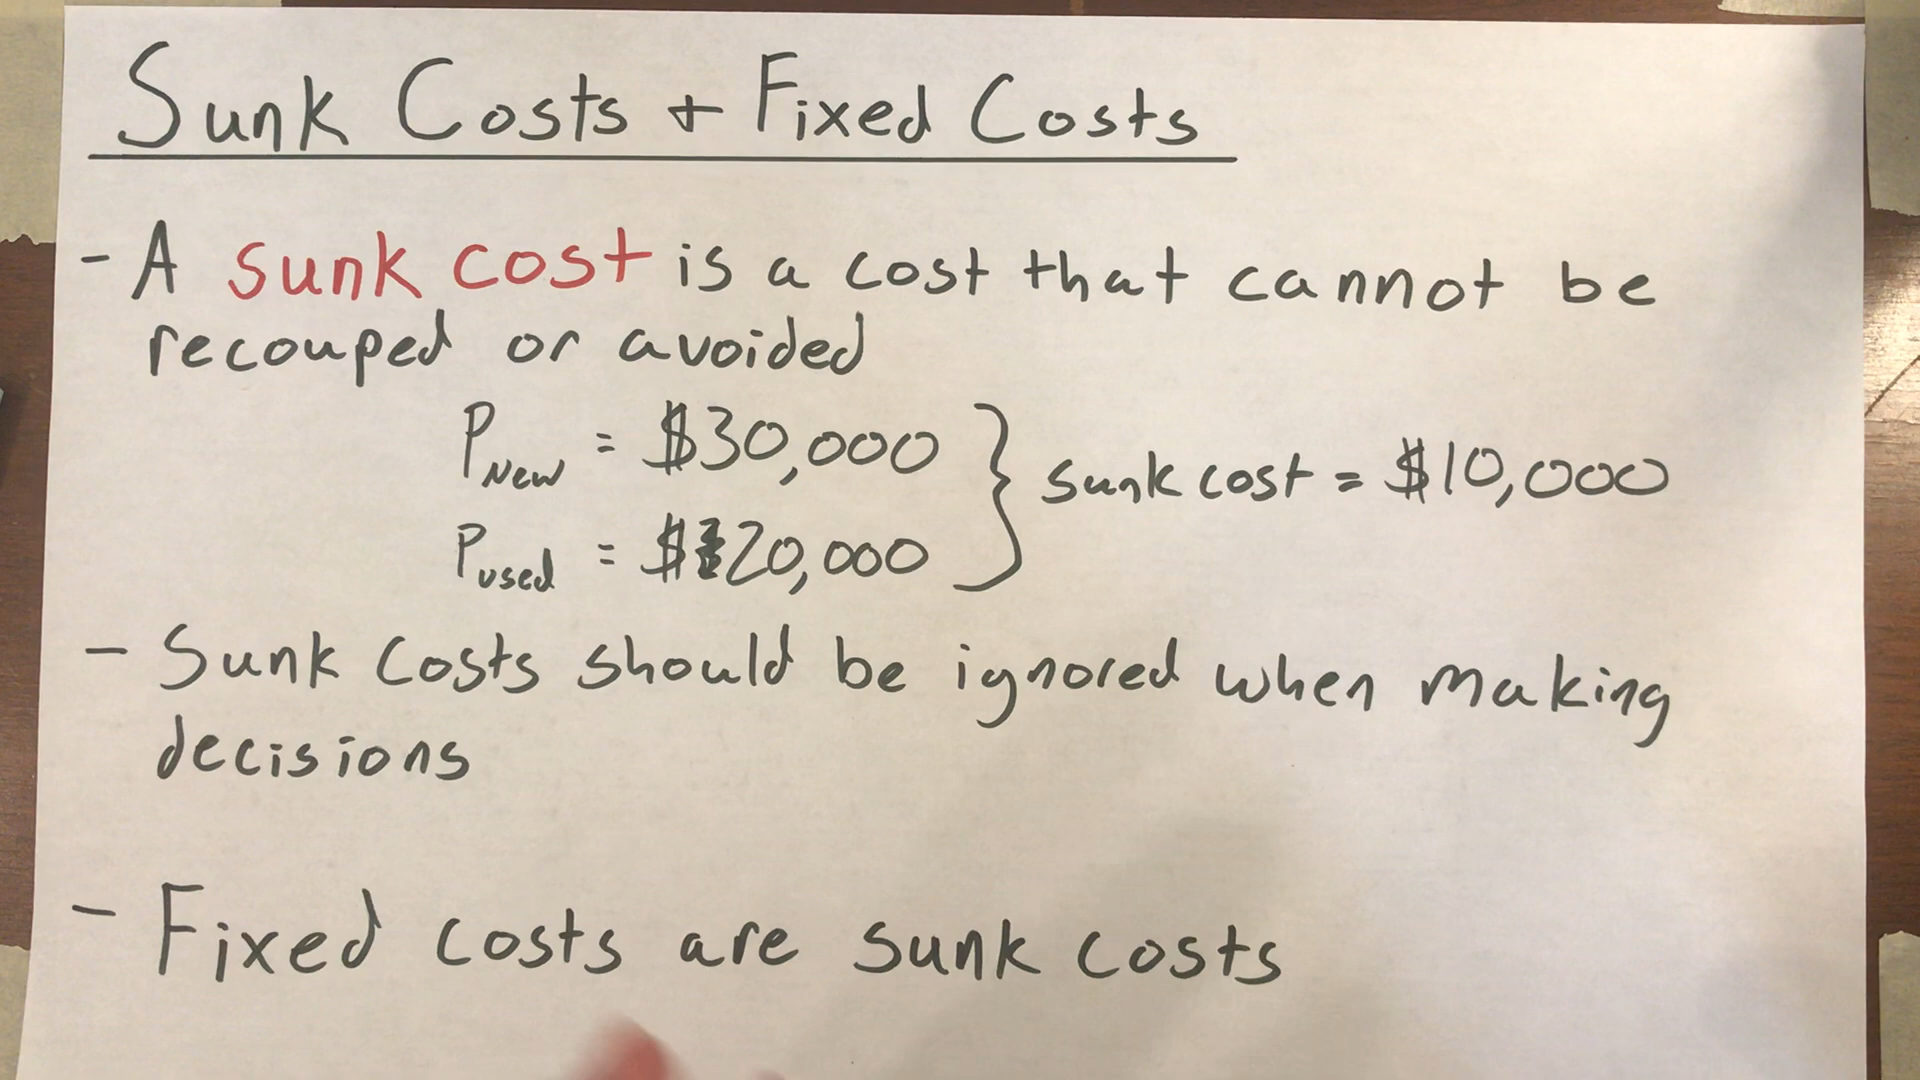 Sunk Costs + Fixed Costs
- A sunk cost is a cost that cannot be
recouped or avoided
PNew = $30,000
sunk cost = $10,000
Pused = $20,000
- Sunk costs should be ignored when making
decisions
- Fixed costs are sunk costs